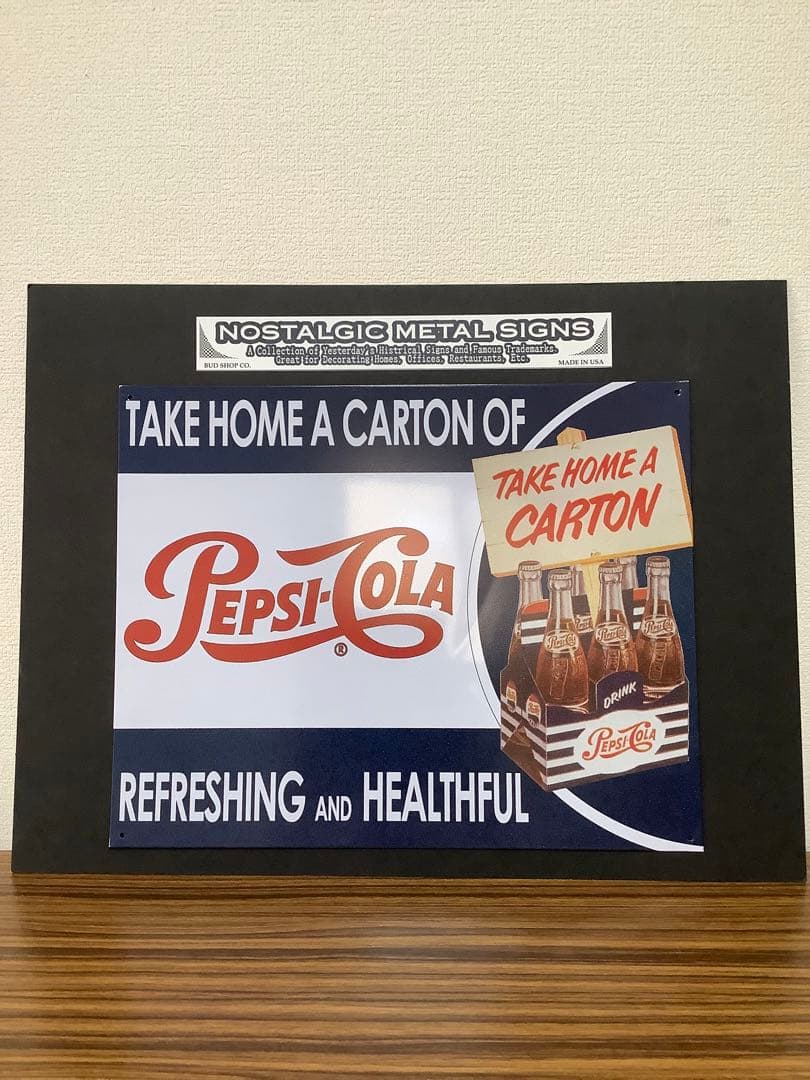 NOSTALGIC METAL SIGNS
A Collection of Yesterday's Histrical Signs and Famous Trademarks.
Great for Decorating Homes, Offices, Restaurants, Etc.
BUD SHOP CO. MADE IN USA
TAKE HOME A CARTON OF
TAKE HOME A
CARTON
PEPSI-COLA
®
DRINK
PEPSI-COLA
REFRESHING AND HEALTHFUL